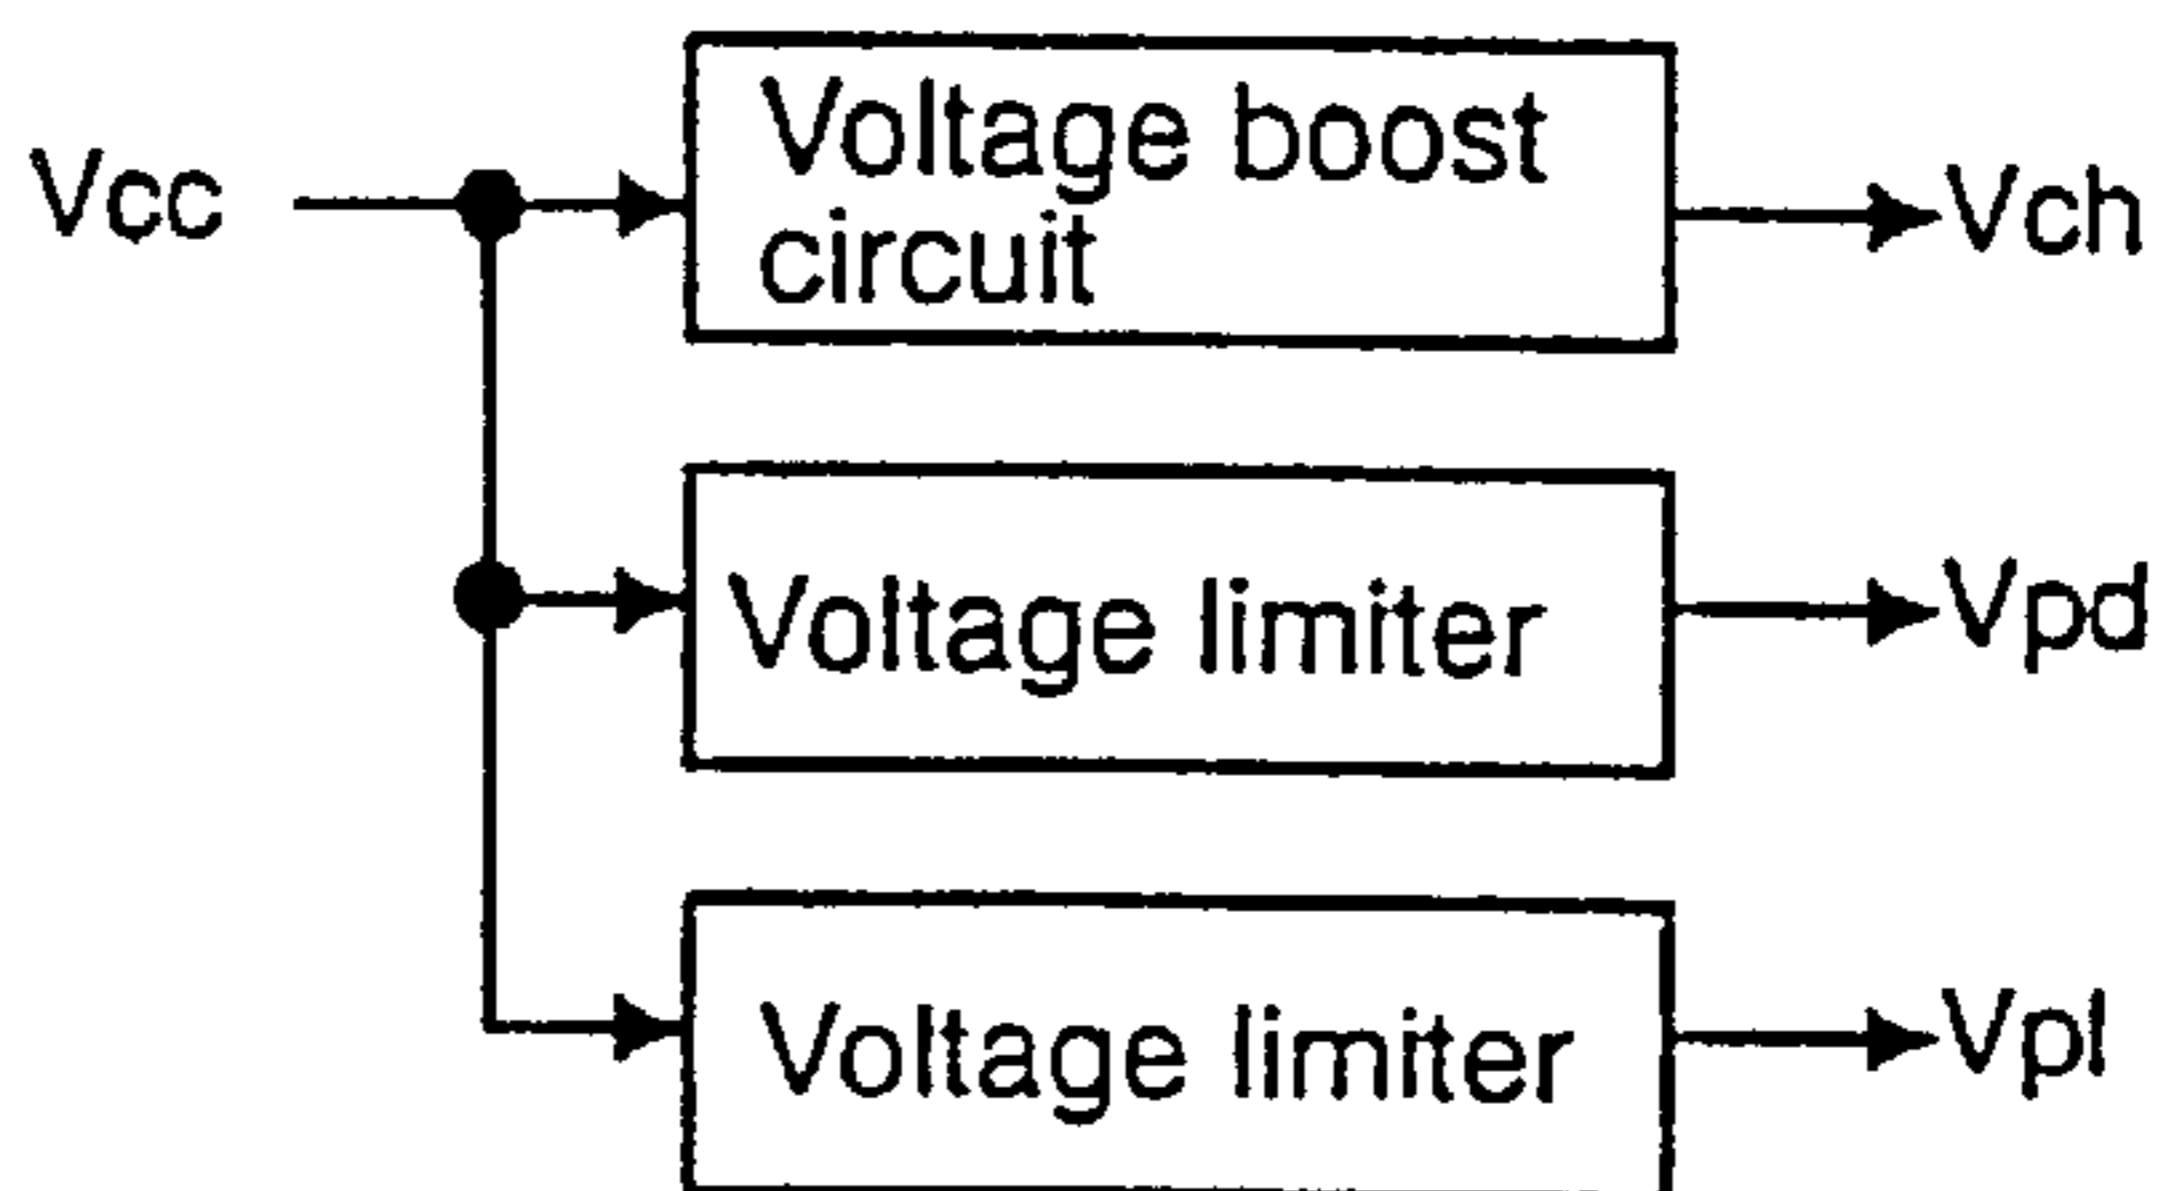 Vcc
Voltage boost
circuit
Vch
Voltage limiter
Vpd
Voltage limiter
Vpl